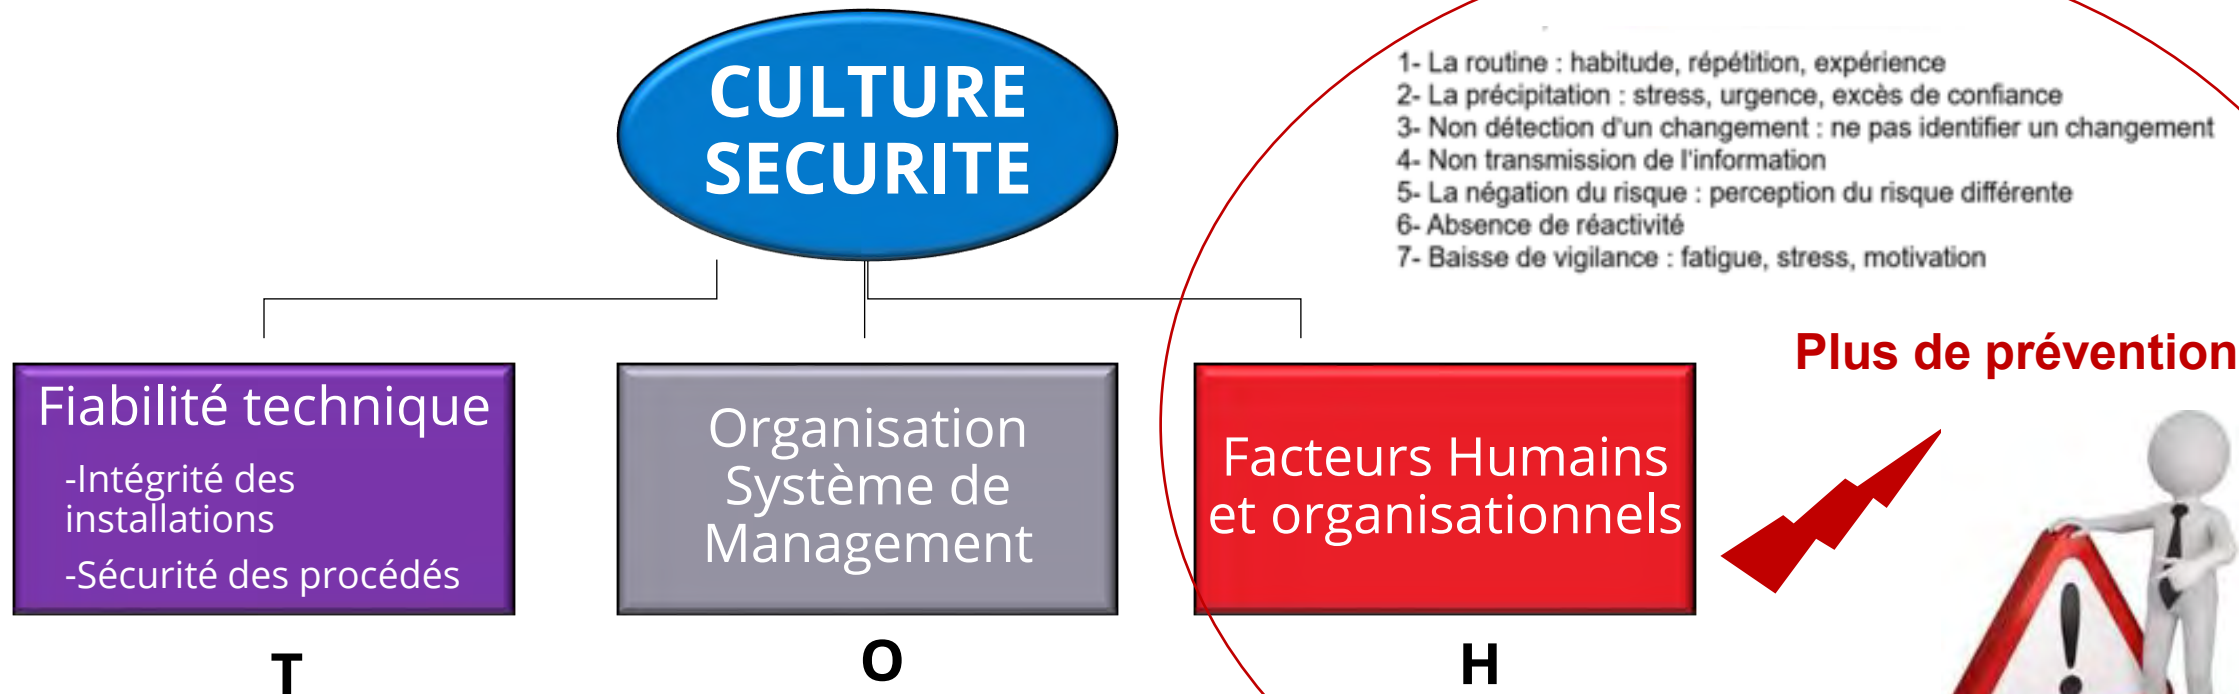 CULTURE
SECURITE
1- La routine : habitude, répétition, expérience
2- La précipitation : stress, urgence, excès de confiance
3- Non détection d'un changement : ne pas identifier un changement
4- Non transmission de l'information
5- La négation du risque : perception du risque différente
6- Absence de réactivité
7- Baisse de vigilance : fatigue, stress, motivation
Plus de prévention
Fiabilité technique
-Intégrité des
installations
-Sécurité des procédés
Organisation
Système de
Management
Facteurs Humains
et organisationnels
!
T
O
H